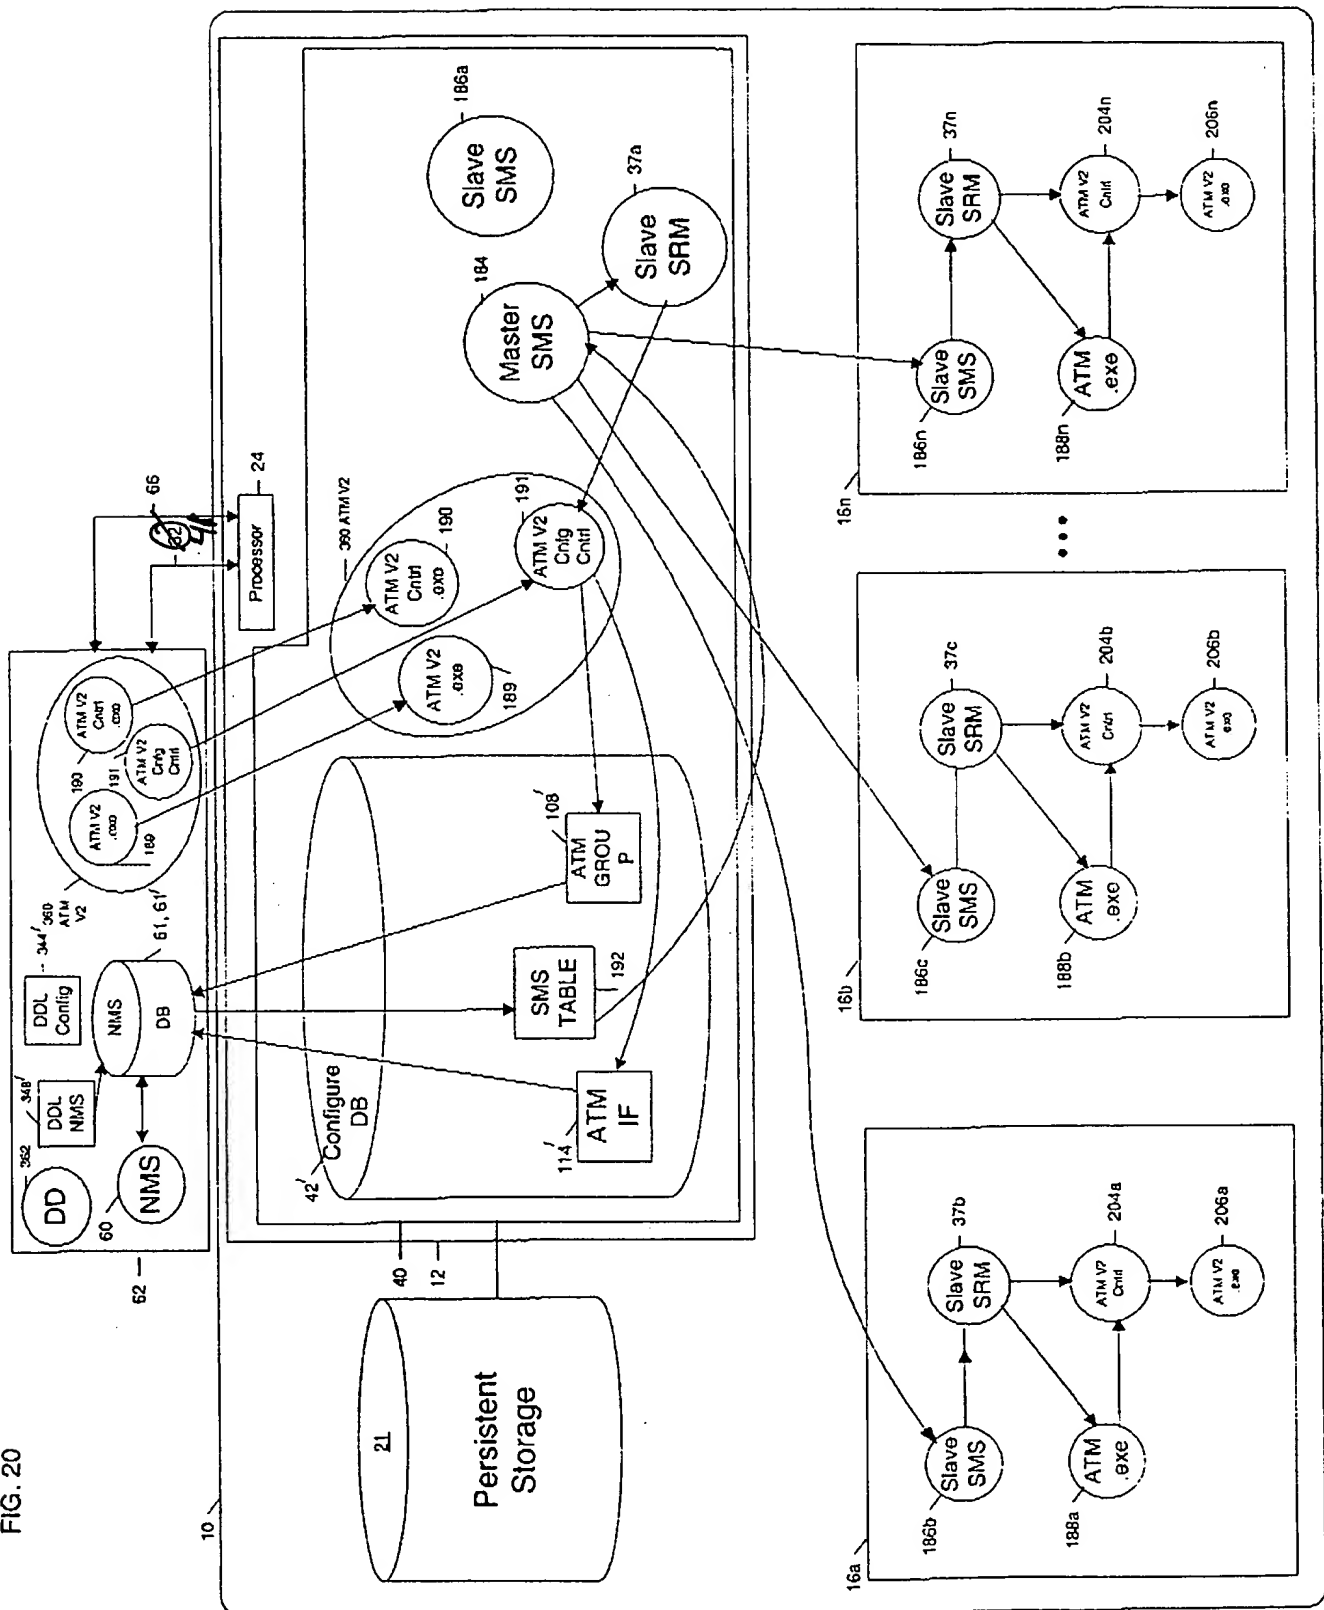 FIG. 20
10
62
DD
362
NMS
60
DDL
NMS
348'
DDL
Config
344'
NMS
DB
61, 61'
360'
ATM
V2
ATM V2
.exe
189
ATM V2
Cntrl
.exe
190
ATM V2
Cnfg
Cntrl
191
66
Processor
24
21
Persistent
Storage
40
12
42'
Configure
DB
ATM
IF
114'
SMS
TABLE
192
ATM
GROU
P
108'
360 ATM V2
ATM V2
.exe
189
ATM V2
Cntrl
.exe
190
ATM V2
Cnfg
Cntrl
191
Master
SMS
184
Slave
SMS
186a
Slave
SRM
37a
16a
Slave
SMS
186b
Slave
SRM
37b
ATM
.exe
188a
ATM V2
Cntrl
204a
ATM V2
.exe
206a
16b
Slave
SMS
186c
Slave
SRM
37c
ATM
.exe
188b
ATM V2
Cntrl
204b
ATM V2
.exe
206b
16n
Slave
SMS
186n
Slave
SRM
37n
ATM
.exe
188n
ATM V2
Cntrl
204n
ATM V2
.exe
206n